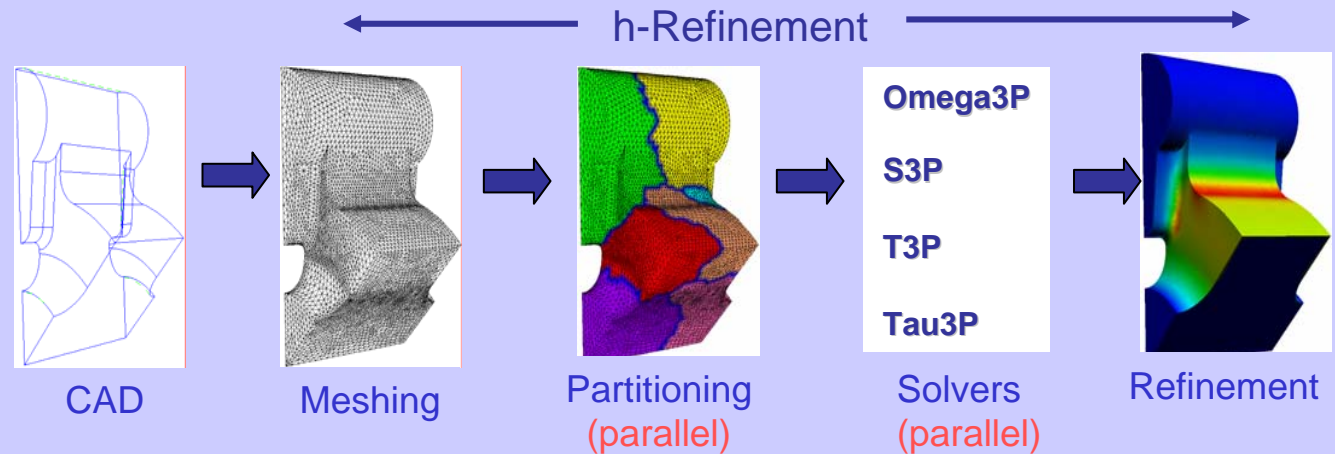 h-Refinement
Omega3P
S3P
T3P
Tau3P
CAD
Meshing
Partitioning
(parallel)
Solvers
(parallel)
Refinement